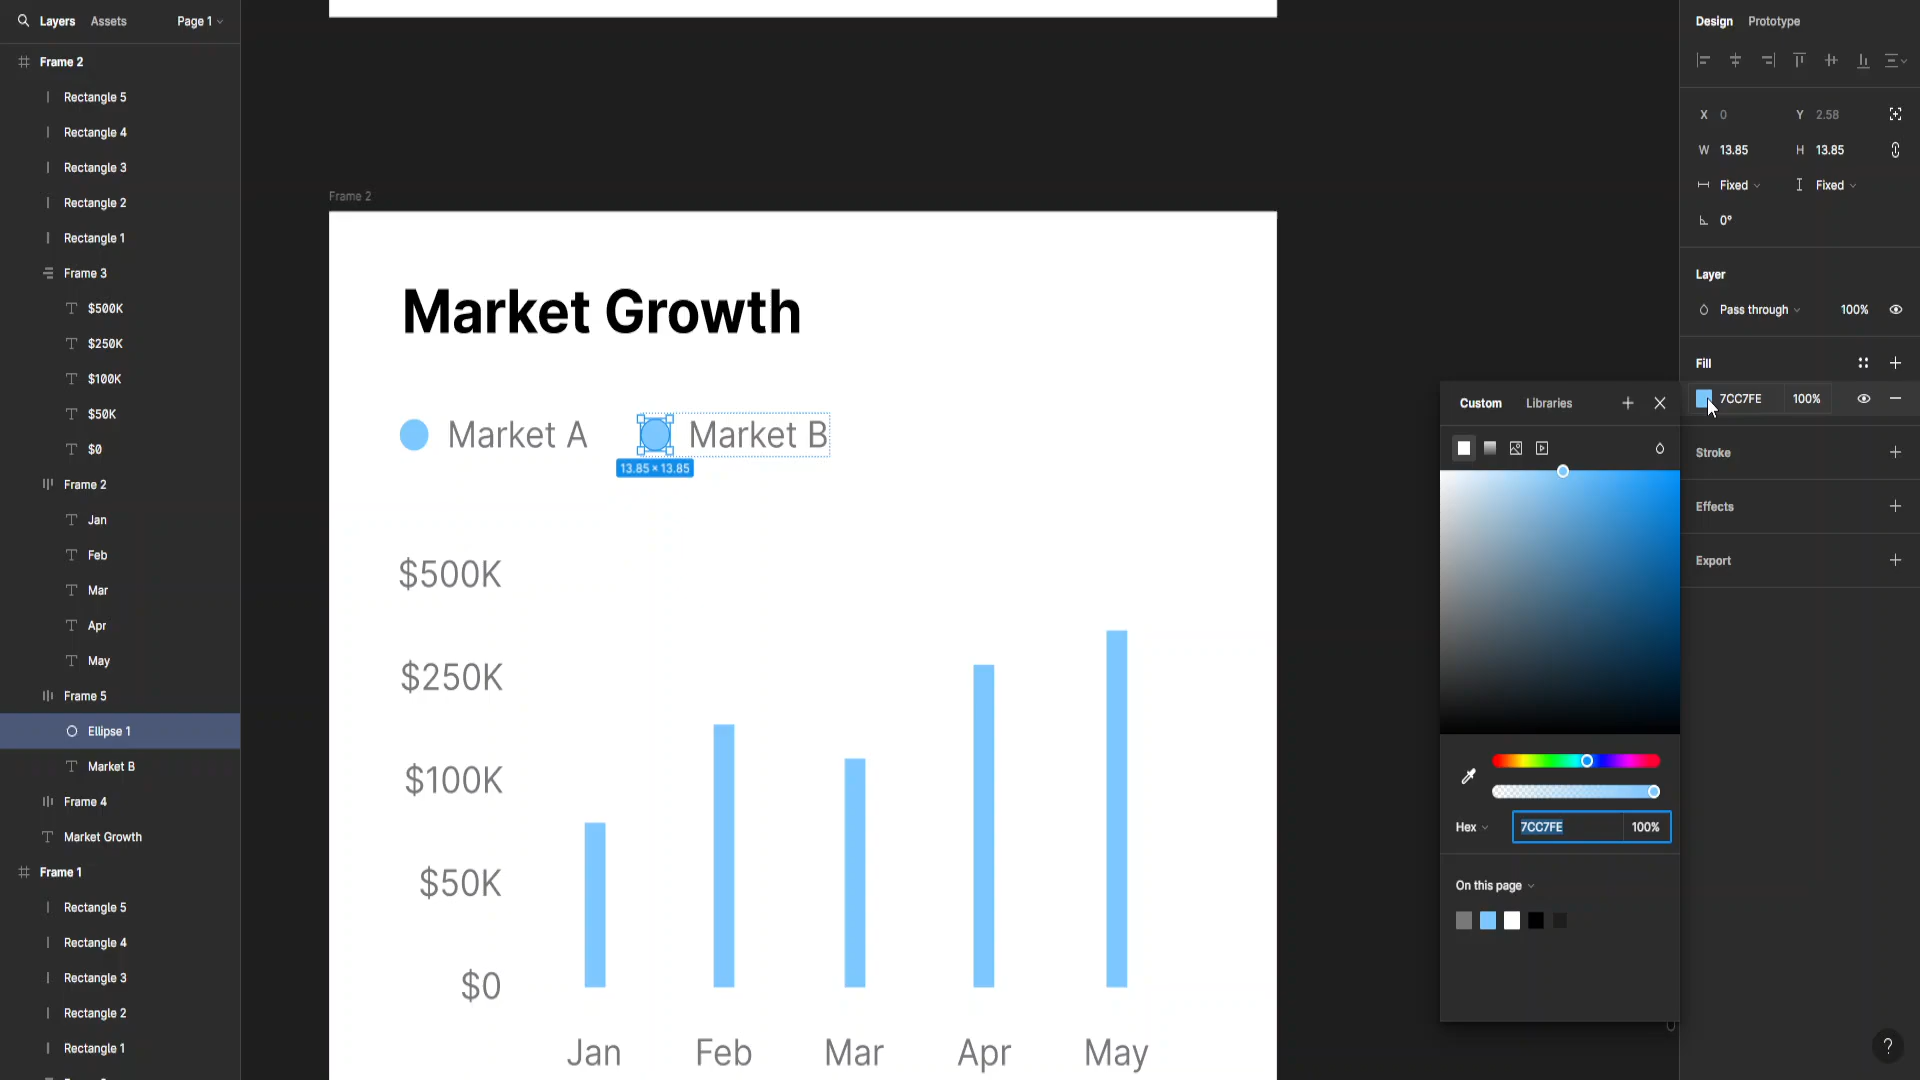 Layers Assets Page 1
Frame 2
Rectangle 5
Rectangle 4
Rectangle 3
Rectangle 2
Rectangle 1
Frame 3
$500K
$250K
$100K
$50K
$0
Frame 2
Jan
Feb
Mar
Apr
May
Frame 5
Ellipse 1
Market B
Frame 4
Market Growth
Frame 1
Rectangle 5
Rectangle 4
Rectangle 3
Rectangle 2
Rectangle 1
Frame 2
Market Growth
Market A Market B
13.85 × 13.85
$500K
$250K
$100K
$50K
$0
Jan Feb Mar Apr May
Custom Libraries
Hex 7CC7FE 100%
On this page
Design Prototype
X 0 Y 2.58
W 13.85 H 13.85
Fixed Fixed
0°
Layer
Pass through 100%
Fill
7CC7FE 100%
Stroke
Effects
Export
?